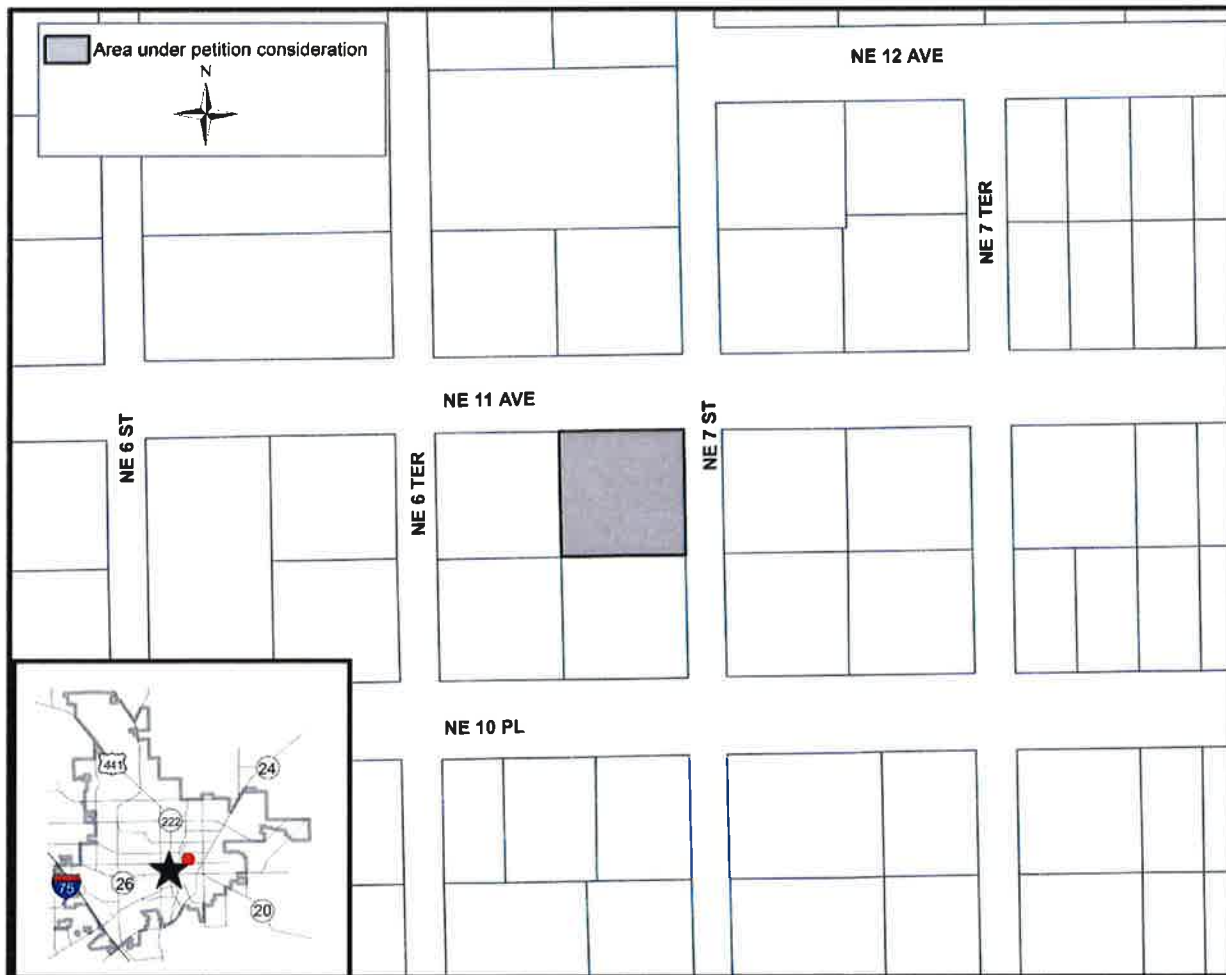 Area under petition consideration
N
NE 12 AVE
NE 7 TER
NE 11 AVE
NE 6 ST
NE 6 TER
NE 7 ST
NE 10 PL
441
24
222
26
75
20